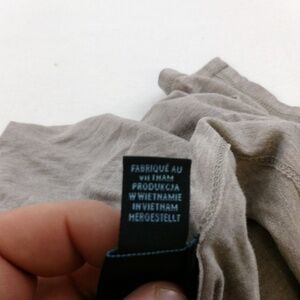 FABRIQUÉ AU
VIETNAM
PRODUKCJA
W WIETNAMIE
IN VIETNAM
HERGESTELLT